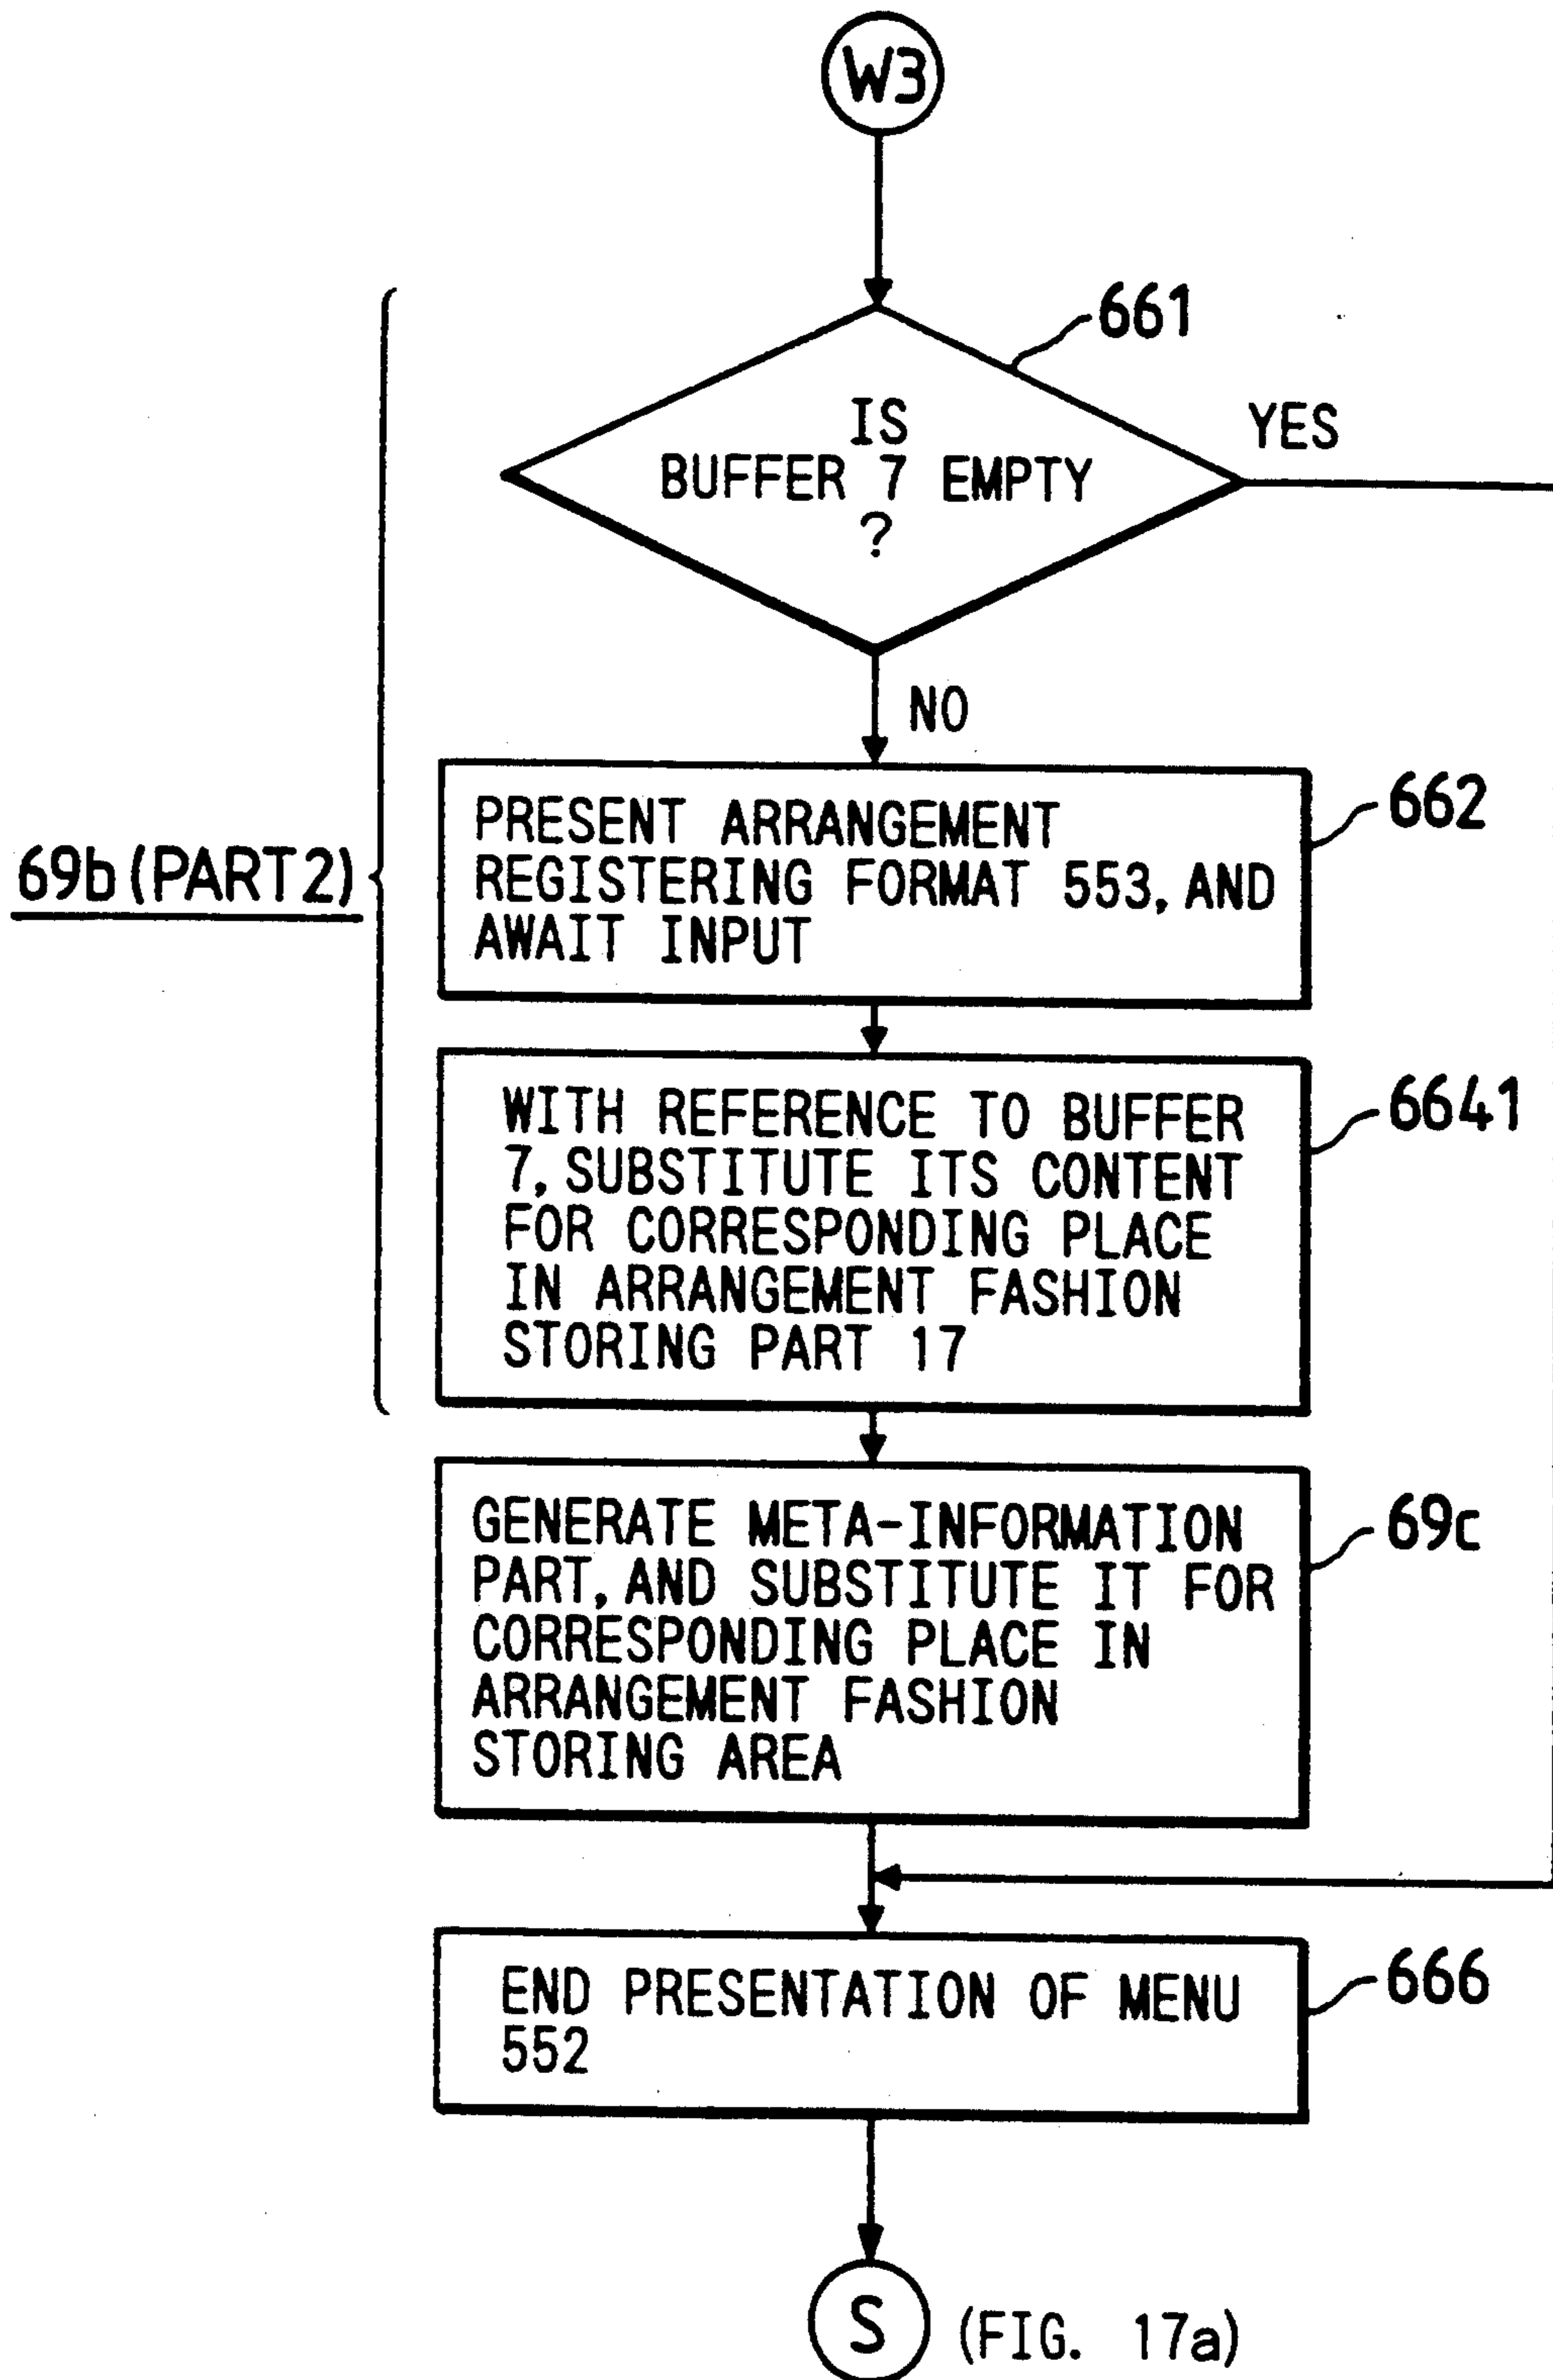 W3
661
IS
BUFFER 7 EMPTY
?
YES
NO
69b (PART 2)
PRESENT ARRANGEMENT
REGISTERING FORMAT 553, AND
AWAIT INPUT
662
WITH REFERENCE TO BUFFER
7, SUBSTITUTE ITS CONTENT
FOR CORRESPONDING PLACE
IN ARRANGEMENT FASHION
STORING PART 17
6641
GENERATE META-INFORMATION
PART, AND SUBSTITUTE IT FOR
CORRESPONDING PLACE IN
ARRANGEMENT FASHION
STORING AREA
69c
END PRESENTATION OF MENU
552
666
S
(FIG. 17a)